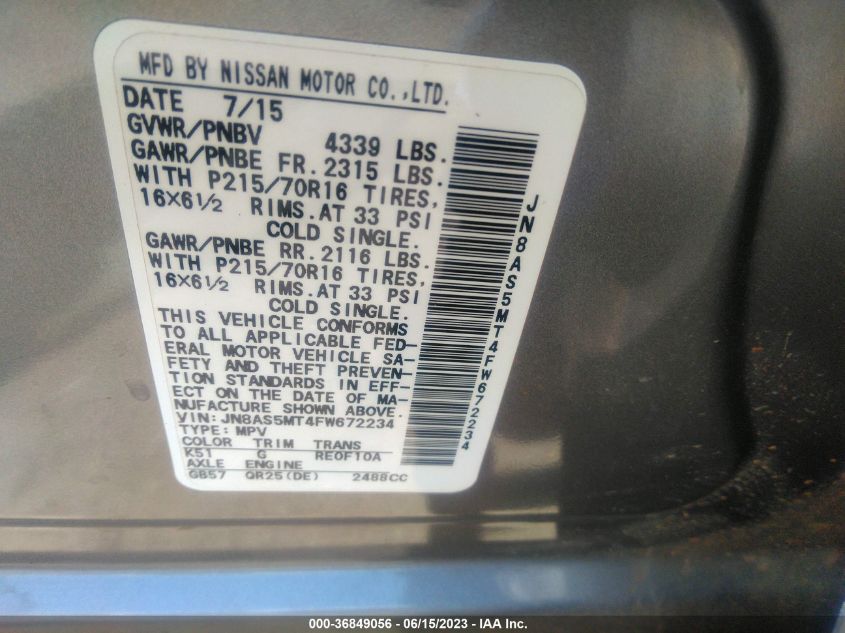 MFD BY NISSAN MOTOR CO.,LTD.
DATE 7/15
GVWR/PNBV 4339 LBS.
GAWR/PNBE FR.2315 LBS.
WITH P215/70R16 TIRES,
16X6½ RIMS.AT 33 PSI
COLD SINGLE.
GAWR/PNBE RR.2116 LBS.
WITH P215/70R16 TIRES,
16X6½ RIMS.AT 33 PSI
COLD SINGLE.
THIS VEHICLE CONFORMS
TO ALL APPLICABLE FED-
ERAL MOTOR VEHICLE SA-
FETY AND THEFT PREVEN-
TION STANDARDS IN EFF-
ECT ON THE DATE OF MA-
NUFACTURE SHOWN ABOVE.
VIN: JN8AS5MT4FW672234
TYPE: MPV
COLOR TRIM TRANS
K51 G RE0F10A
AXLE ENGINE
GB57 QR25(DE) 2488CC
JN8AS5MT4FW672234
000-36849056 - 06/15/2023 - IAA Inc.